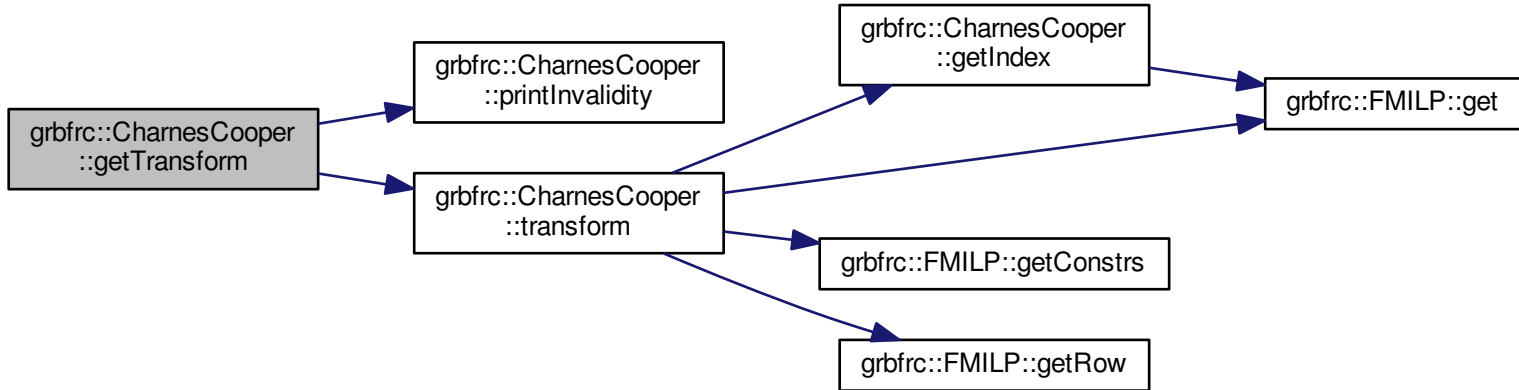 grbfrc::CharnesCooper
::getTransform
grbfrc::CharnesCooper
::printInvalidity
grbfrc::CharnesCooper
::transform
grbfrc::CharnesCooper
::getIndex
grbfrc::FMILP::get
grbfrc::FMILP::getConstrs
grbfrc::FMILP::getRow